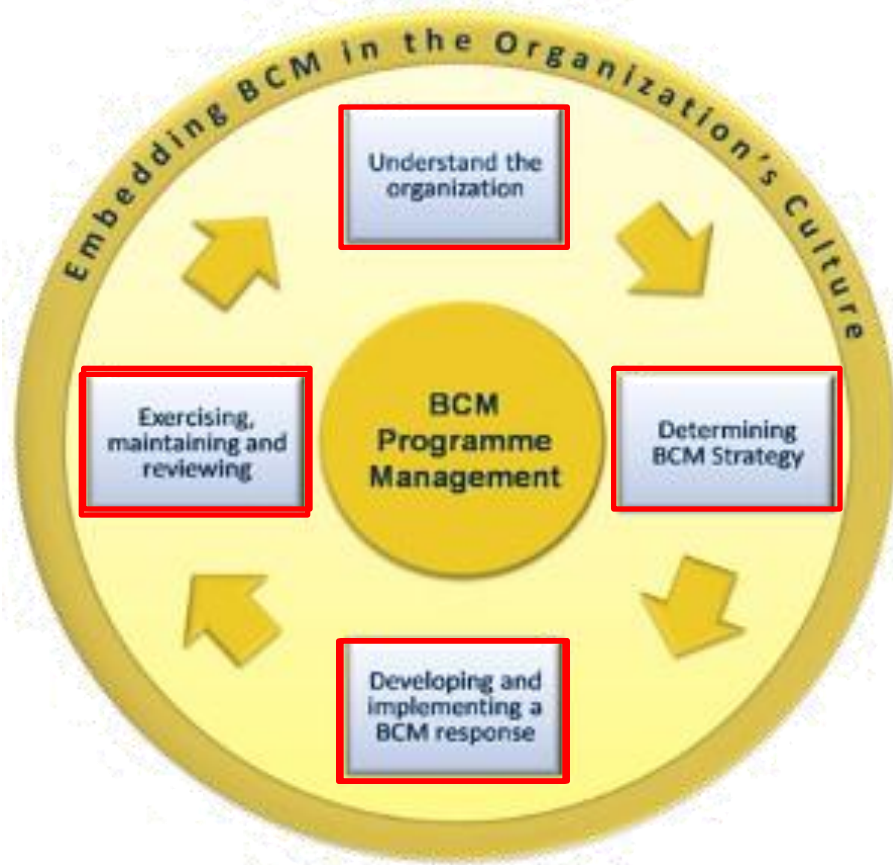 Embedding BCM in the Organization's Culture
Understand the
organization
Exercising,
maintaining and
reviewing
BCM
Programme
Management
Determining
BCM Strategy
Developing and
implementing a
BCM response